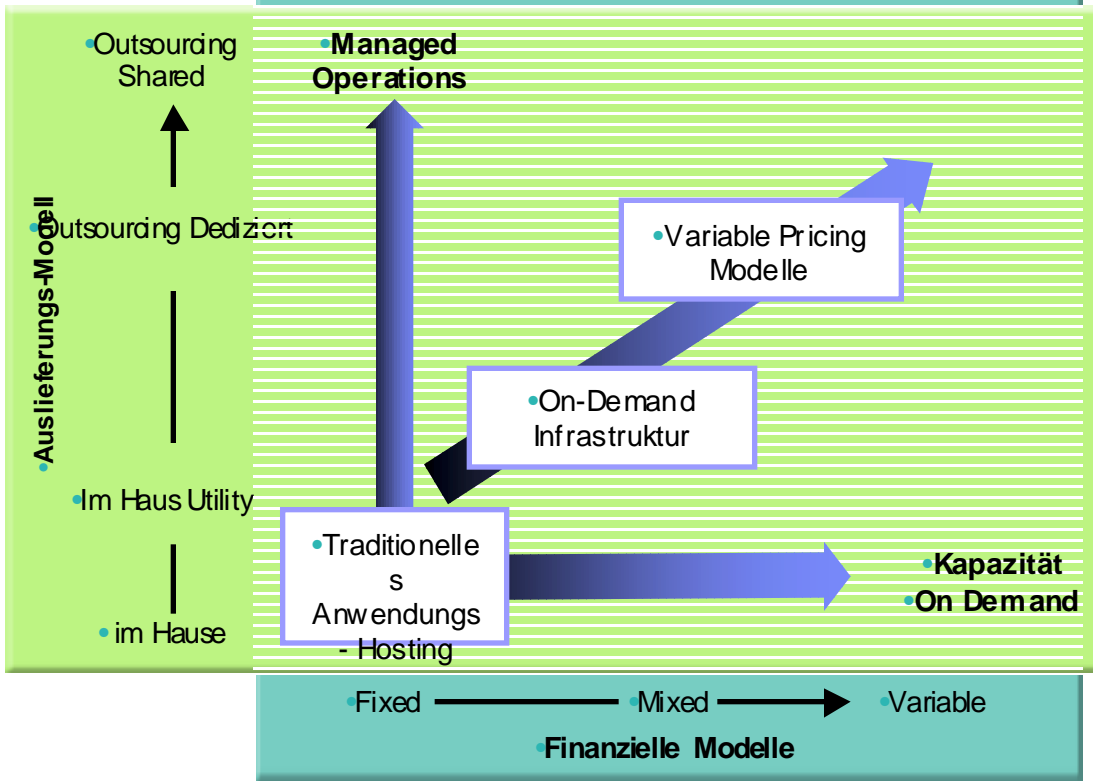 •Outsourcing
Shared
•Managed
Operations
•Auslieferungs-Modell
•Outsourcing Dediziert
•Variable Pricing
Modelle
•On-Demand
Infrastruktur
•Im Haus Utility
•Traditionelle
s
Anwendungs
- Hosting
•Kapazität
•On Demand
• im Hause
•Fixed
•Mixed
•Variable
•Finanzielle Modelle